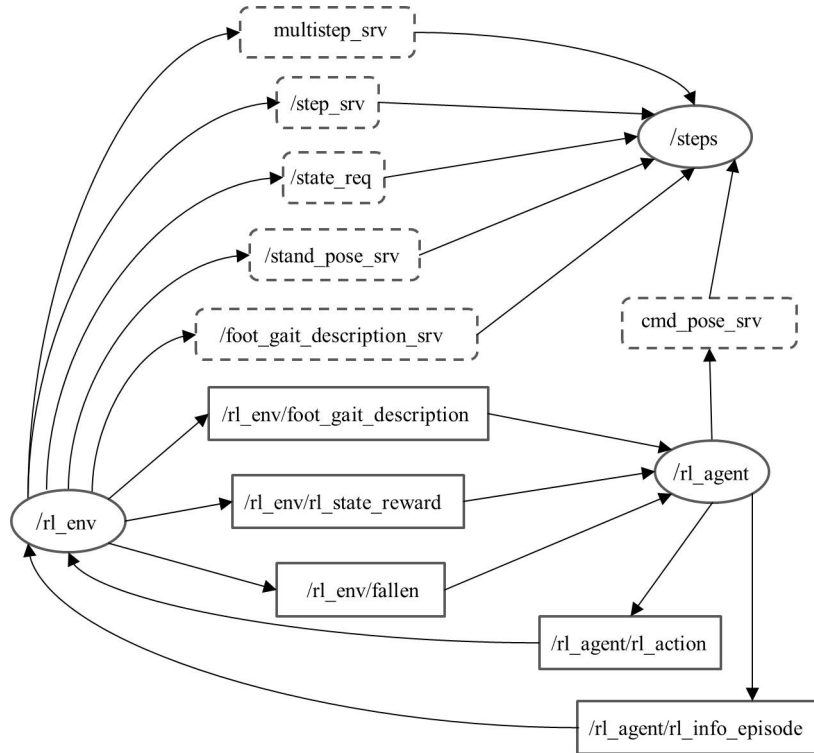 multistep_srv
/step_srv
/steps
/state_req
/stand_pose_srv
/foot_gait_description_srv
cmd_pose_srv
/rl_env/foot_gait_description
/rl_agent
/rl_env/rl_state_reward
/rl_env
/rl_env/fallen
/rl_agent/rl_action
/rl_agent/rl_info_episode